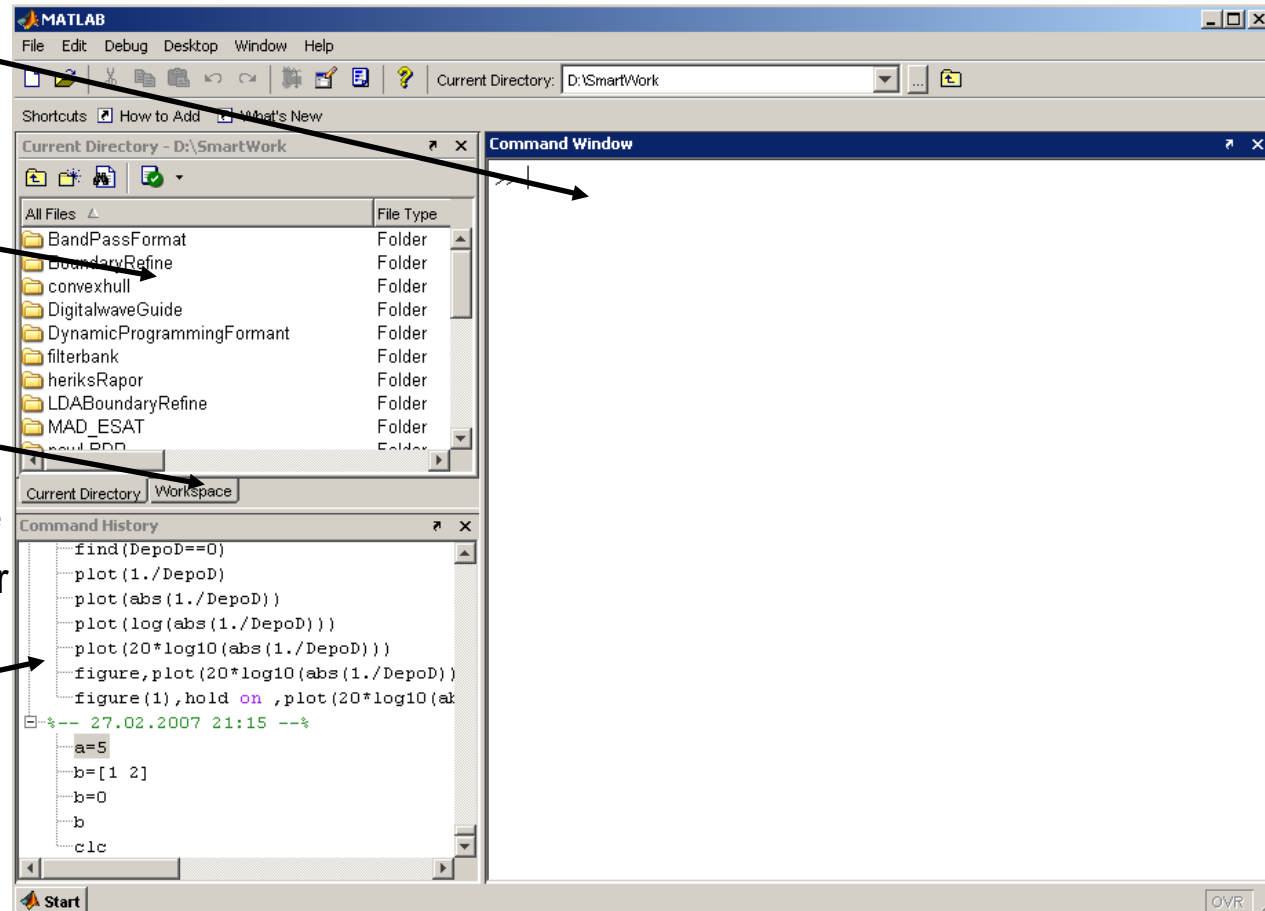 MATLAB
File Edit Debug Desktop Window Help
Current Directory: D:\SmartWork
Shortcuts How to Add What's New
Current Directory - D:\SmartWork
Command Window
>>
All Files File Type
BandPassFormat Folder
BoundaryRefine Folder
convexhull Folder
DigitalwaveGuide Folder
DynamicProgrammingFormant Folder
filterbank Folder
heriksRapor Folder
LDABoundaryRefine Folder
MAD_ESAT Folder
Folder
Current Directory Workspace
Command History
find(DepoD==0)
plot(1./DepoD)
r
plot(abs(1./DepoD))
plot(log(abs(1./DepoD)))
plot(20*log10(abs(1./DepoD)))
figure,plot(20*log10(abs(1./DepoD))
figure(1),hold on ,plot(20*log10(ab
%-- 27.02.2007 21:15 --%
a=5
b=[1 2]
b=0
b
clc
Start
OVR